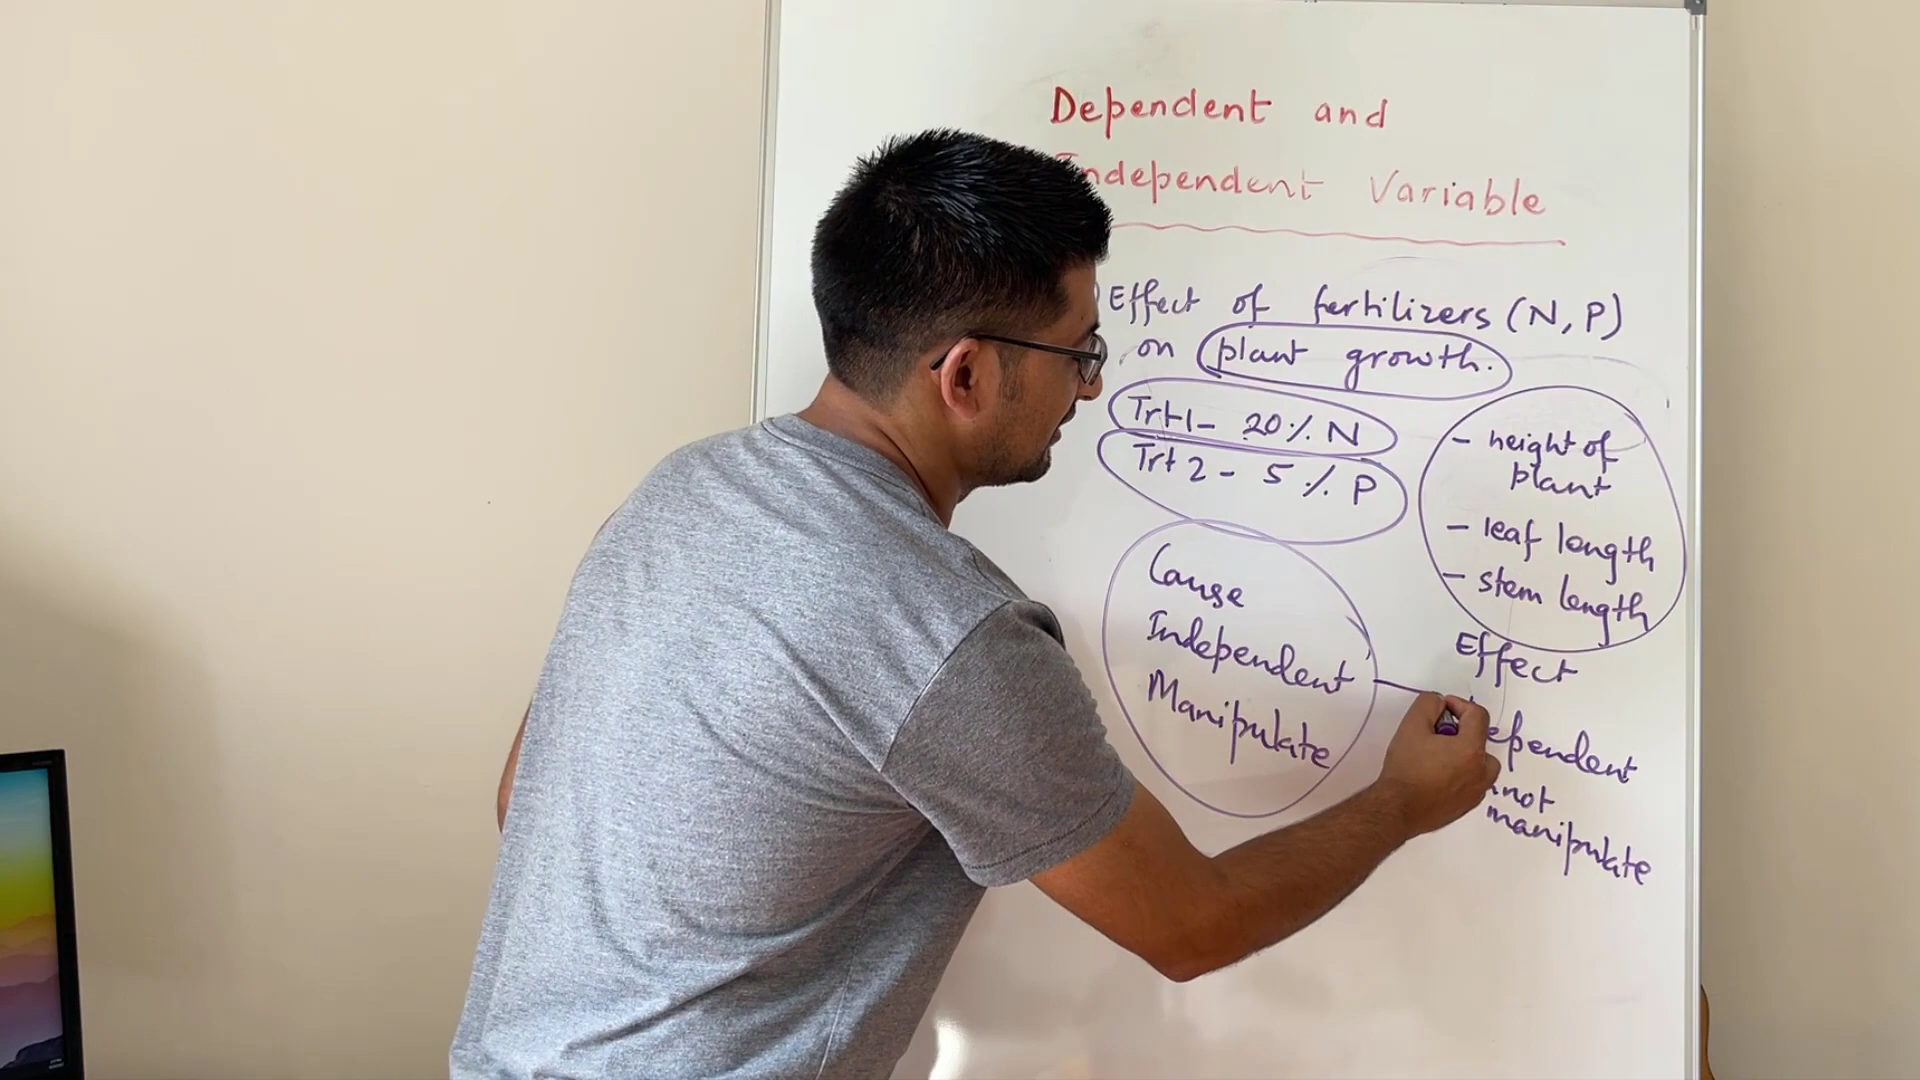 Dependent and
Independent Variable
Effect of fertilizers (N, P)
on plant growth.
Trt 1 - 20 % N
Trt 2 - 5 % P
- height of
plant
- leaf length
- stem length
Cause
Independent
Manipulate
Effect
ependent
not
manipulate